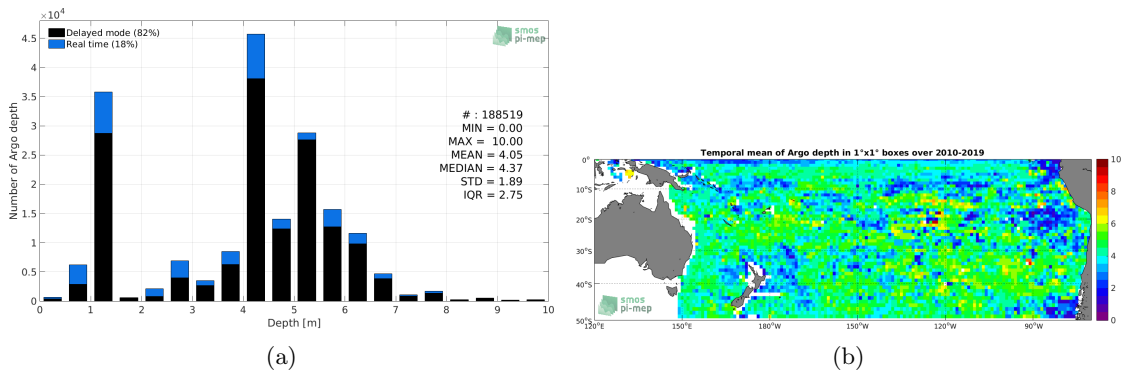 ×10⁴
Delayed mode (82%)
Real time (18%)
smos
pi-mep
5
4.5
4
3.5
3
2.5
2
1.5
1
0.5
0
Number of Argo depth
# : 188519
MIN = 0.00
MAX = 10.00
MEAN = 4.05
MEDIAN = 4.37
STD = 1.89
IQR = 2.75
0 1 2 3 4 5 6 7 8 9 10
Depth [m]
(a)
Temporal mean of Argo depth in 1°x1° boxes over 2010-2019
0°
10°S
20°S
30°S
40°S
50°S
smos
pi-mep
120°E 150°E 180°W 150°W 120°W 90°W
10
8
6
4
2
0
(b)